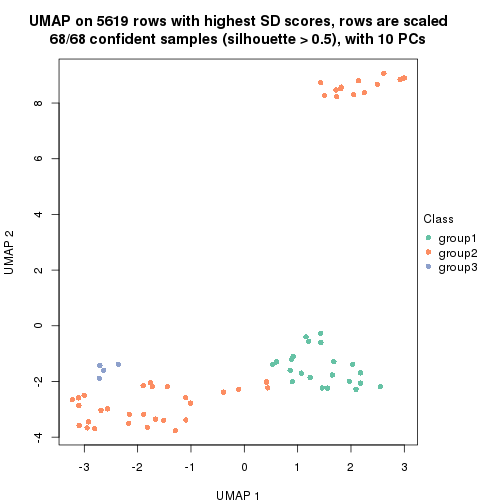 UMAP on 5619 rows with highest SD scores, rows are scaled
68/68 confident samples (silhouette > 0.5), with 10 PCs
8
6
4
2
0
-2
-4
UMAP 2
-3
-2
-1
0
1
2
3
UMAP 1
Class
group1
group2
group3